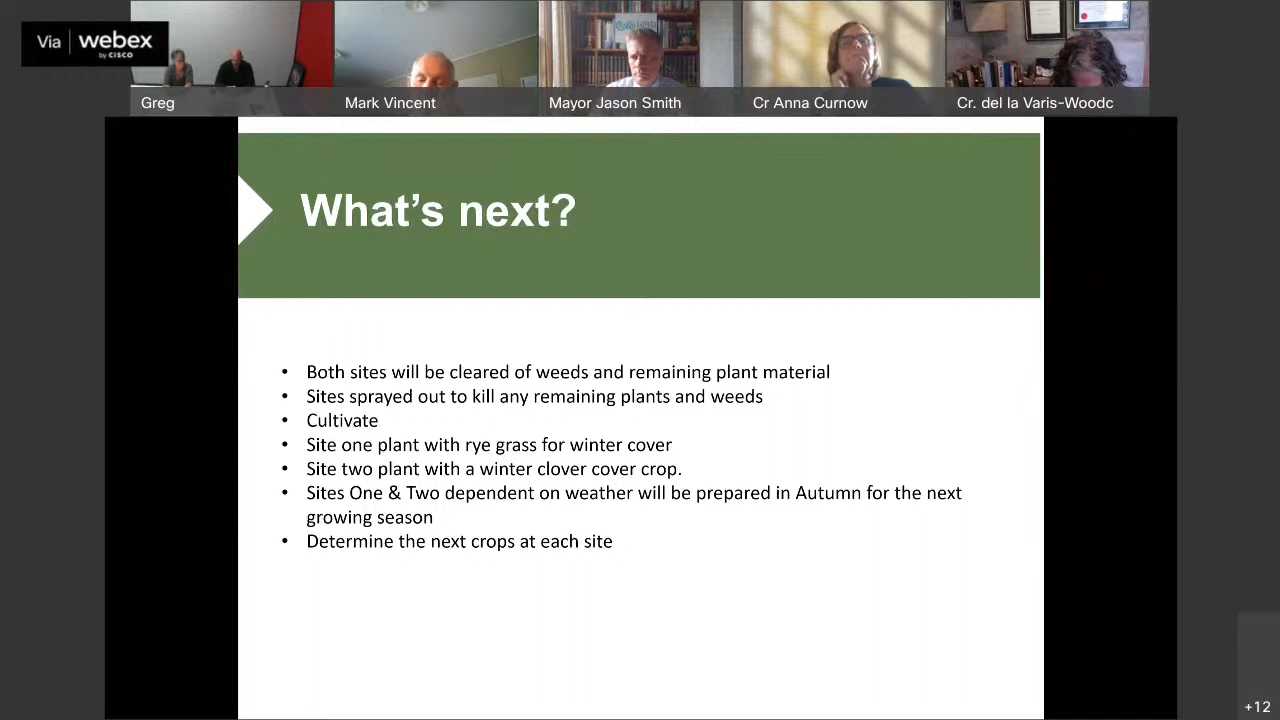 Via webex
by CISCO
Greg
Mark Vincent
Mayor Jason Smith
Cr Anna Curnow
Cr. del la Varis-Woodc
What's next?
• Both sites will be cleared of weeds and remaining plant material
• Sites sprayed out to kill any remaining plants and weeds
• Cultivate
• Site one plant with rye grass for winter cover
• Site two plant with a winter clover cover crop.
• Sites One & Two dependent on weather will be prepared in Autumn for the next
growing season
• Determine the next crops at each site
+12